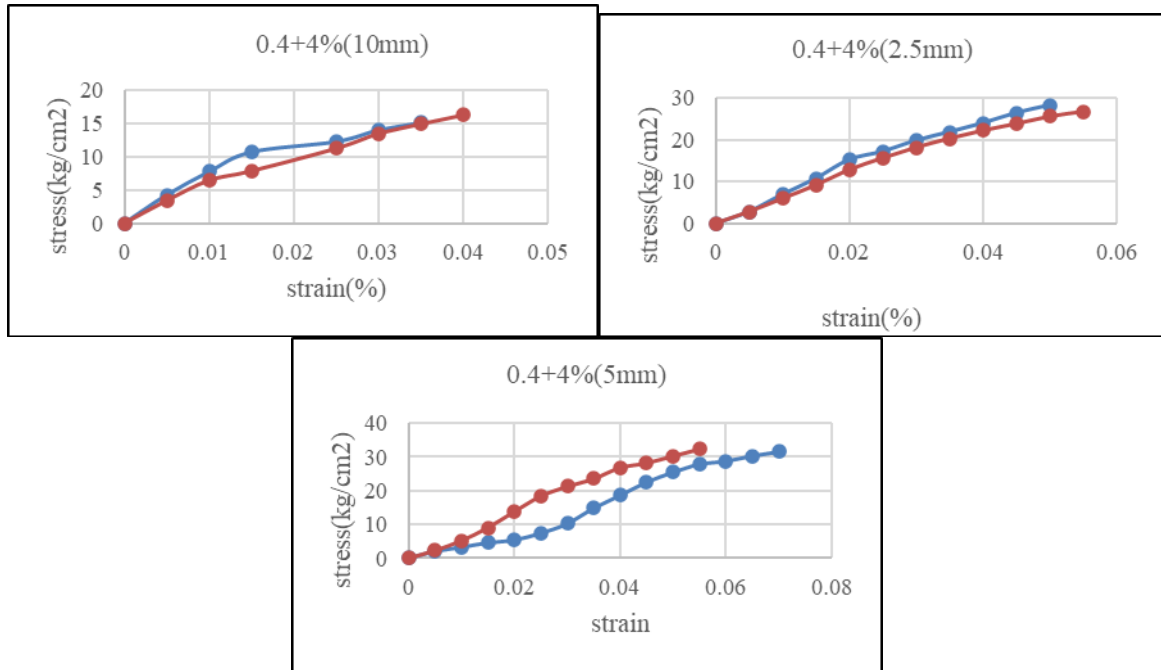 0.4+4%(10mm)
stress(kg/cm2)
20
15
10
5
0
0 0.01 0.02 0.03 0.04 0.05
strain(%)
0.4+4%(2.5mm)
stress(kg/cm2)
30
20
10
0
0 0.02 0.04 0.06
strain(%)
0.4+4%(5mm)
stress(kg/cm2)
40
30
20
10
0
0 0.02 0.04 0.06 0.08
strain